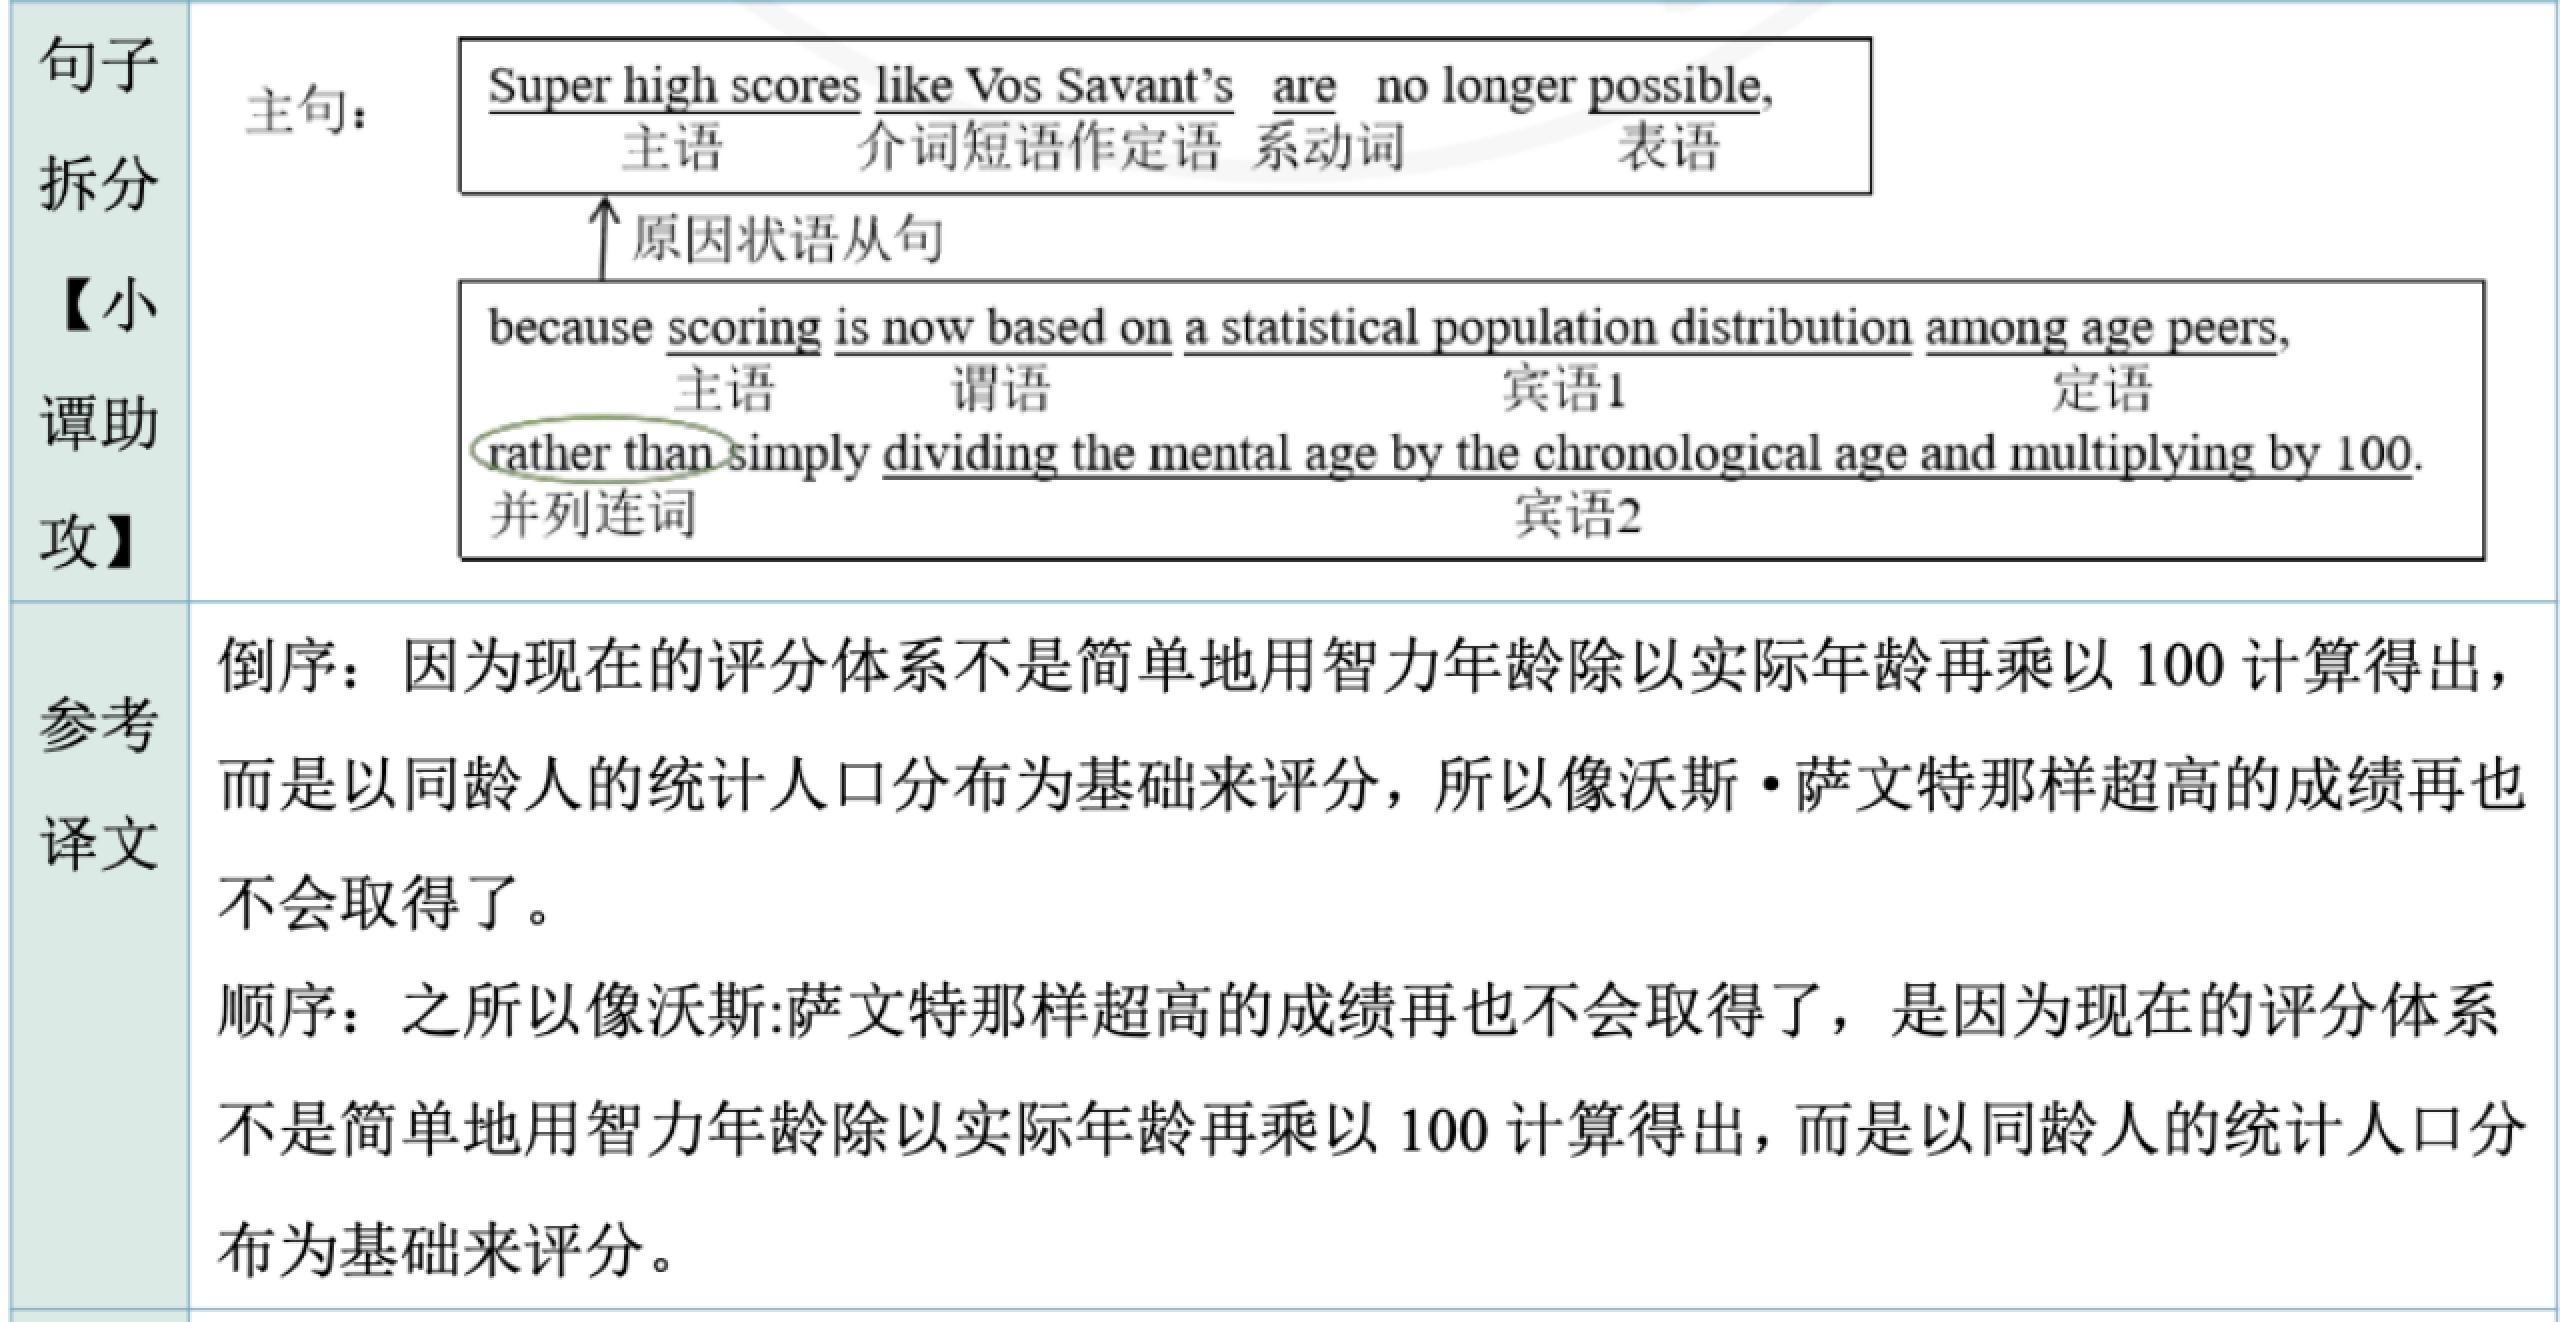 句子
拆分
【小
谭助
攻】
主句：
Super high scores like Vos Savant’s are no longer possible,
主语 介词短语作定语 系动词 表语
原因状语从句
because scoring is now based on a statistical population distribution among age peers,
主语 谓语 宾语1 定语
rather than simply dividing the mental age by the chronological age and multiplying by 100.
并列连词 宾语2
参考
译文
倒序：因为现在的评分体系不是简单地用智力年龄除以实际年龄再乘以 100 计算得出，
而是以同龄人的统计人口分布为基础来评分，所以像沃斯•萨文特那样超高的成绩再也
不会取得了。
顺序：之所以像沃斯:萨文特那样超高的成绩再也不会取得了，是因为现在的评分体系
不是简单地用智力年龄除以实际年龄再乘以 100 计算得出，而是以同龄人的统计人口分
布为基础来评分。